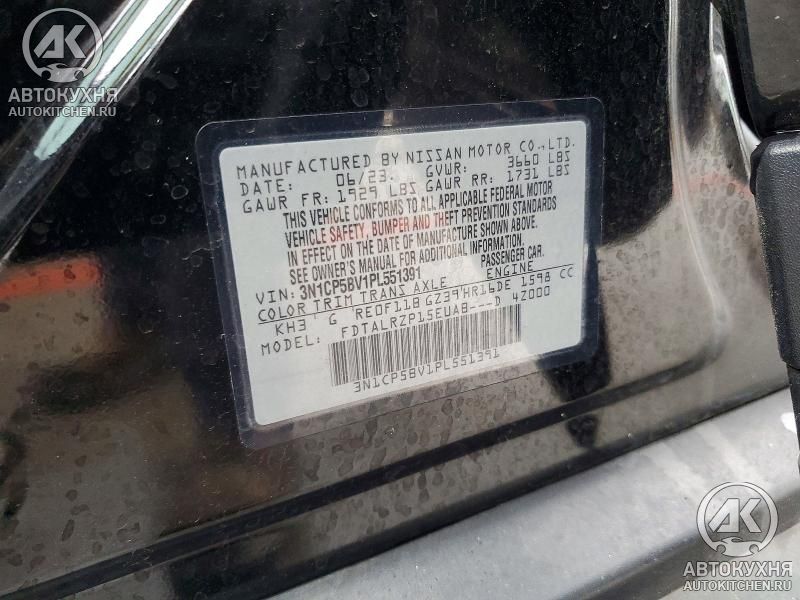 АК
АВТОКУХНЯ
AUTOKITCHEN.RU
MANUFACTURED BY NISSAN MOTOR CO.,LTD.
DATE: 06/23 GVWR: 3660 LBS
GAWR FR: 1929 LBS GAWR RR: 1731 LBS
THIS VEHICLE CONFORMS TO ALL APPLICABLE FEDERAL MOTOR
VEHICLE SAFETY, BUMPER AND THEFT PREVENTION STANDARDS
IN EFFECT ON THE DATE OF MANUFACTURE SHOWN ABOVE.
SEE OWNER'S MANUAL FOR ADDITIONAL INFORMATION.
VIN: 3N1CP5BV1PL551391 PASSENGER CAR.
COLOR TRIM TRANS AXLE ENGINE
KH3 G RE0F11B GZ39 HR16DE 1598 CC
MODEL: FDTALRZP15EUAB---D 4Z000
3N1CP5BV1PL551391
АК
АВТОКУХНЯ
AUTOKITCHEN.RU